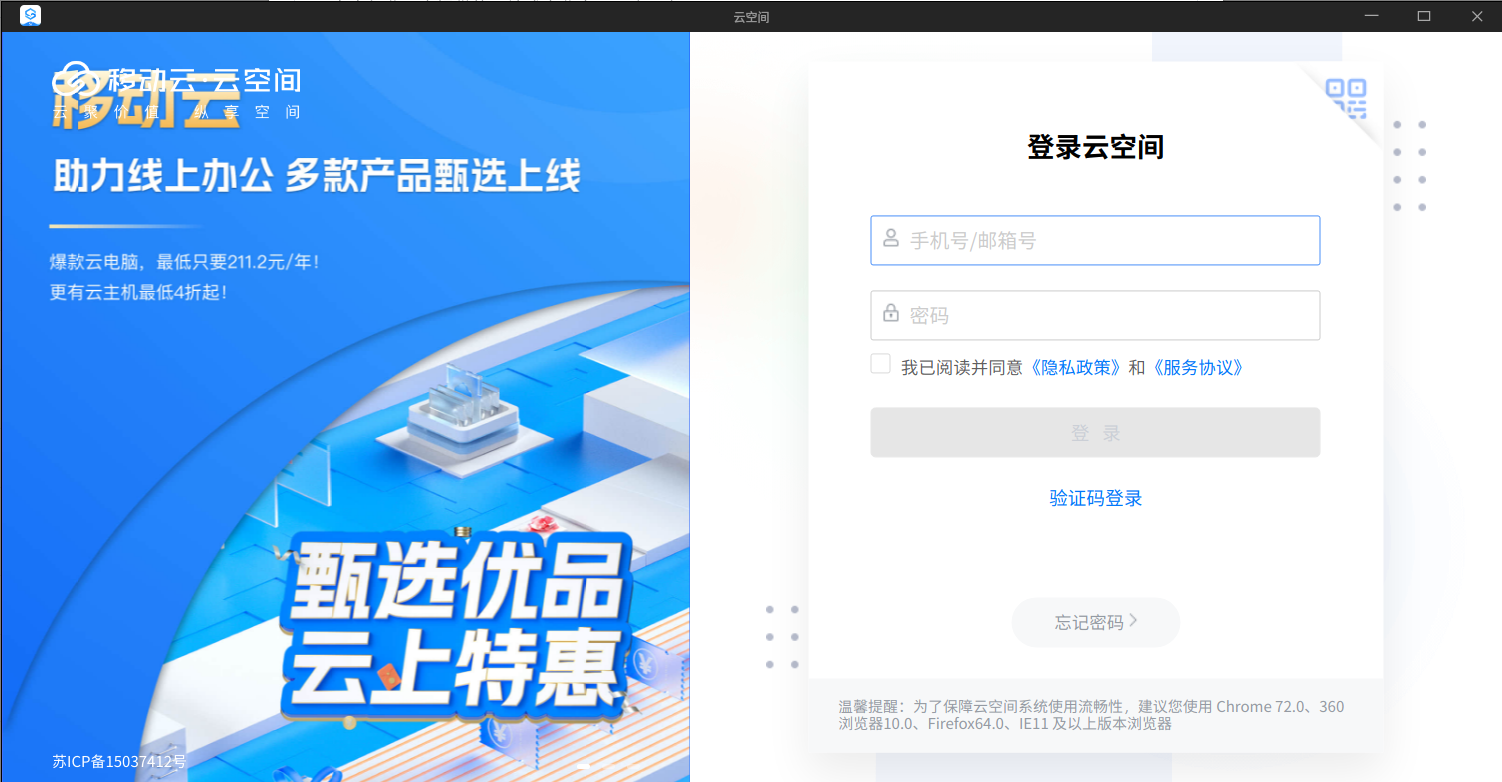 云空间
移动云·云空间
云聚价值 纵享空间
移动云
助力线上办公 多款产品甄选上线
爆款云电脑，最低只要211.2元/年！
更有云主机最低4折起！
甄选优品
云上特惠
苏ICP备15037412号
登录云空间
手机号/邮箱号
密码
我已阅读并同意《隐私政策》和《服务协议》
登 录
验证码登录
忘记密码
温馨提醒：为了保障云空间系统使用流畅性，建议您使用 Chrome 72.0、360
浏览器10.0、Firefox64.0、IE11 及以上版本浏览器